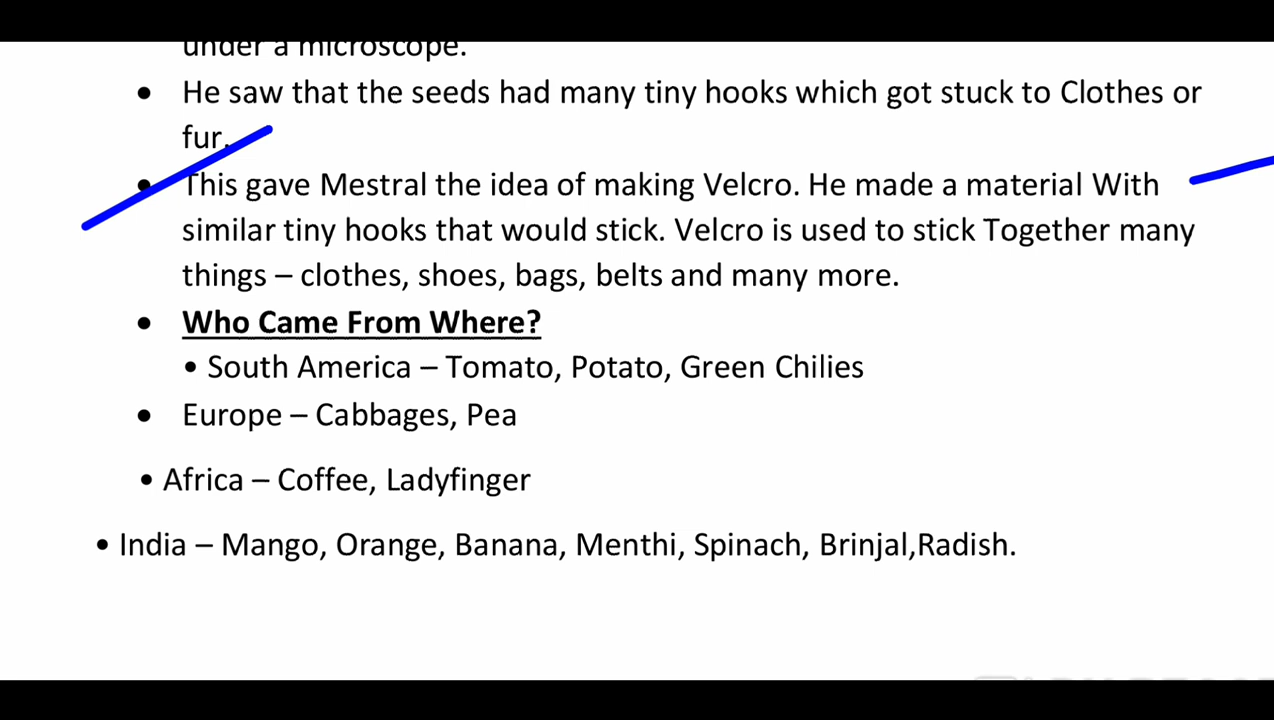 under a microscope.
• He saw that the seeds had many tiny hooks which got stuck to Clothes or
fur.
• This gave Mestral the idea of making Velcro. He made a material With
similar tiny hooks that would stick. Velcro is used to stick Together many
things – clothes, shoes, bags, belts and many more.
• Who Came From Where?
• South America – Tomato, Potato, Green Chilies
• Europe – Cabbages, Pea
• Africa – Coffee, Ladyfinger
• India – Mango, Orange, Banana, Menthi, Spinach, Brinjal,Radish.